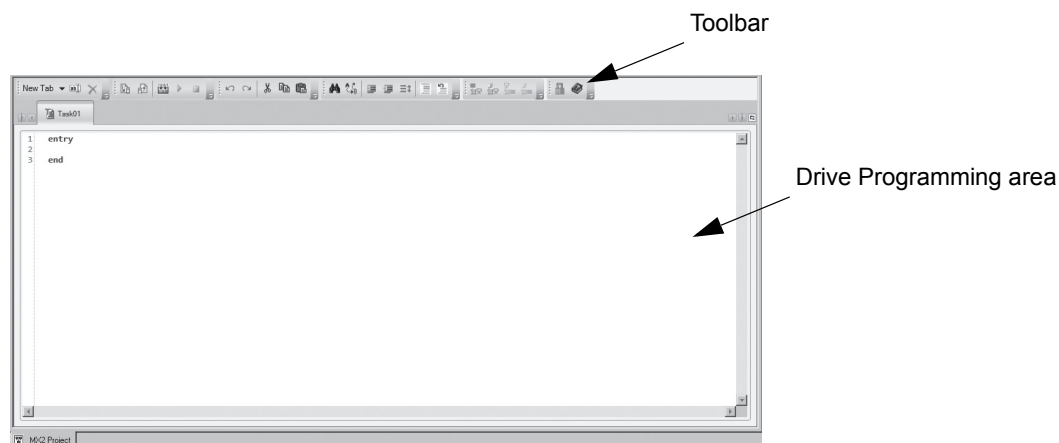 Toolbar
New Tab
Task01
1 entry
2
3 end
Drive Programming area
MX2 Project